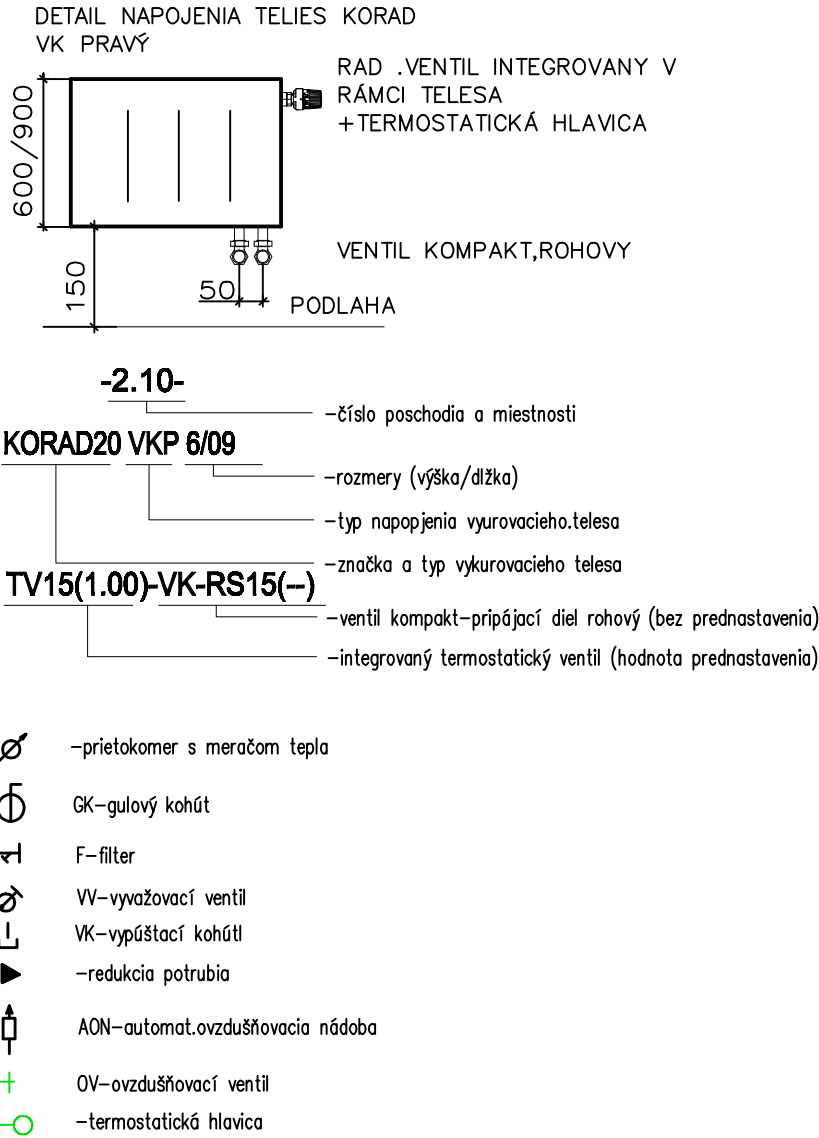 DETAIL NAPOJENIA TELIES KORAD
VK PRAVÝ
RAD .VENTIL INTEGROVANY V
RÁMCI TELESA
+TERMOSTATICKÁ HLAVICA
600/900
VENTIL KOMPAKT,ROHOVY
150
50
PODLAHA
-2.10-
-číslo poschodia a miestnosti
KORAD20 VKP 6/09
-rozmery (výška/dlžka)
-typ napopjenia vyurovacieho.telesa
-značka a typ vykurovacieho telesa
TV15(1.00)-VK-RS15(--)
-ventil kompakt-pripájací diel rohový (bez prednastavenia)
-integrovaný termostatický ventil (hodnota prednastavenia)
-prietokomer s meračom tepla
GK-gulový kohút
F-filter
VV-vyvažovací ventil
VK-vypúštací kohútl
-redukcia potrubia
AON-automat.ovzdušňovacia nádoba
OV-ovzdušňovací ventil
-termostatická hlavica